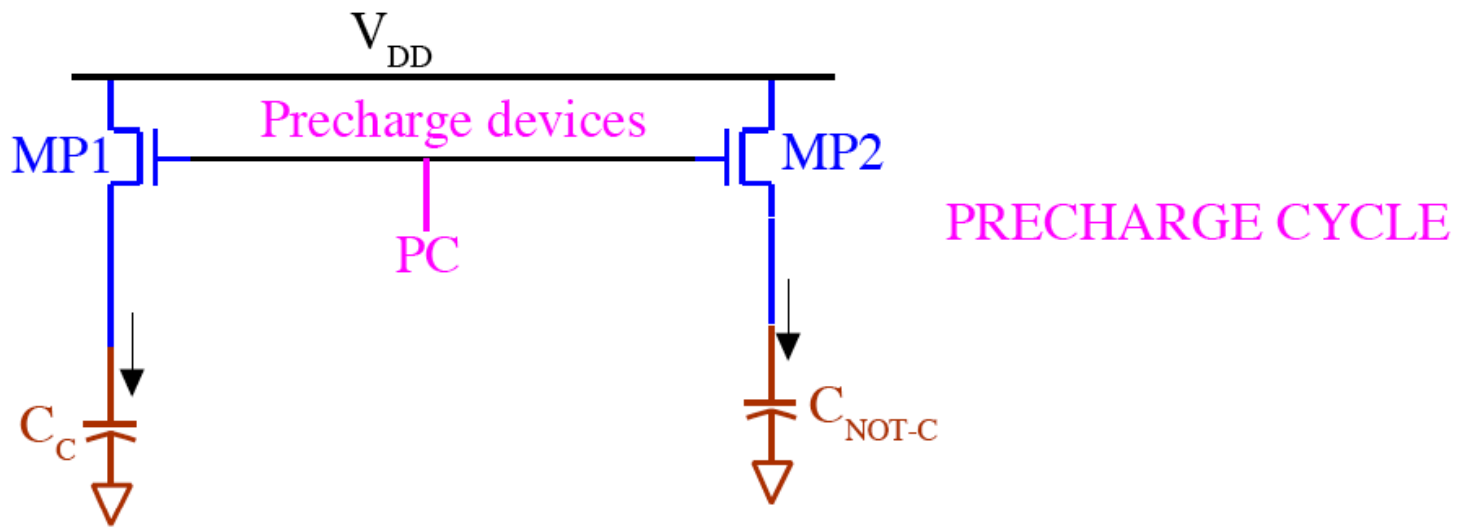 V_DD
Precharge devices
MP1
MP2
PC
PRECHARGE CYCLE
C_C
C_NOT-C